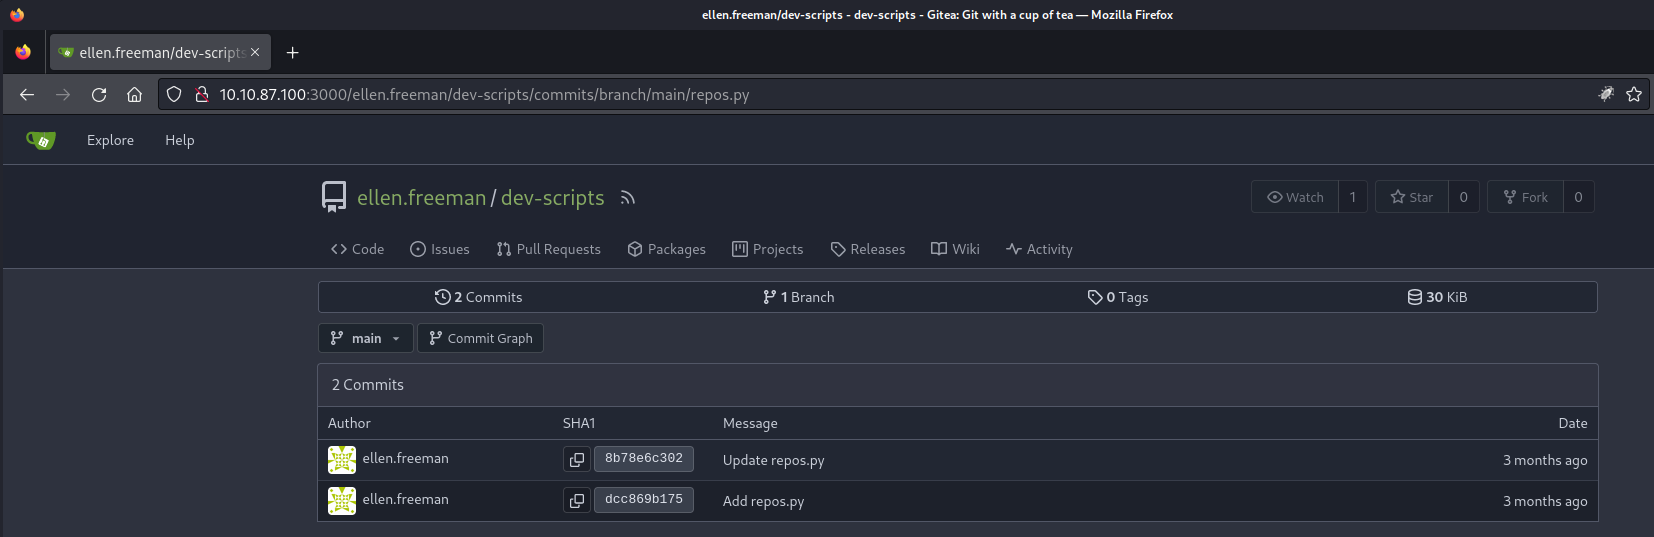 ellen.freeman/dev-scripts - dev-scripts - Gitea: Git with a cup of tea — Mozilla Firefox
ellen.freeman/dev-scripts
10.10.87.100:3000/ellen.freeman/dev-scripts/commits/branch/main/repos.py
Explore Help
ellen.freeman/dev-scripts Watch 1 Star 0 Fork 0
Code Issues Pull Requests Packages Projects Releases Wiki Activity
2 Commits 1 Branch 0 Tags 30 KiB
main Commit Graph
2 Commits
Author SHA1 Message Date
ellen.freeman 8b78e6c302 Update repos.py 3 months ago
ellen.freeman dcc869b175 Add repos.py 3 months ago